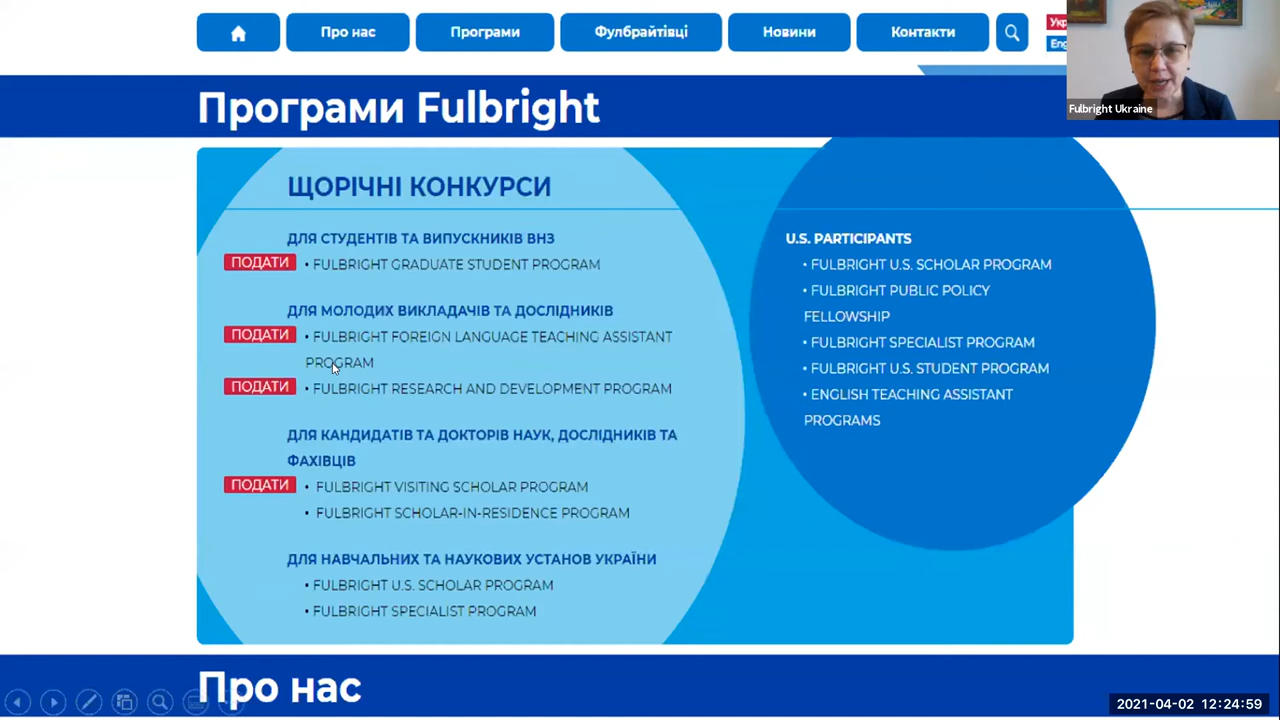 Про нас
Програми
Фулбрайтівці
Новини
Контакти
Укр
Eng
Fulbright Ukraine
Програми Fulbright
ЩОРІЧНІ КОНКУРСИ
ДЛЯ СТУДЕНТІВ ТА ВИПУСКНИКІВ ВНЗ
ПОДАТИ • FULBRIGHT GRADUATE STUDENT PROGRAM
ДЛЯ МОЛОДИХ ВИКЛАДАЧІВ ТА ДОСЛІДНИКІВ
ПОДАТИ • FULBRIGHT FOREIGN LANGUAGE TEACHING ASSISTANT
PROGRAM
ПОДАТИ • FULBRIGHT RESEARCH AND DEVELOPMENT PROGRAM
ДЛЯ КАНДИДАТІВ ТА ДОКТОРІВ НАУК, ДОСЛІДНИКІВ ТА
ФАХІВЦІВ
ПОДАТИ • FULBRIGHT VISITING SCHOLAR PROGRAM
• FULBRIGHT SCHOLAR-IN-RESIDENCE PROGRAM
ДЛЯ НАВЧАЛЬНИХ ТА НАУКОВИХ УСТАНОВ УКРАЇНИ
• FULBRIGHT U.S. SCHOLAR PROGRAM
• FULBRIGHT SPECIALIST PROGRAM
U.S. PARTICIPANTS
• FULBRIGHT U.S. SCHOLAR PROGRAM
• FULBRIGHT PUBLIC POLICY
FELLOWSHIP
• FULBRIGHT SPECIALIST PROGRAM
• FULBRIGHT U.S. STUDENT PROGRAM
• ENGLISH TEACHING ASSISTANT
PROGRAMS
Про нас
2021-04-02 12:24:59